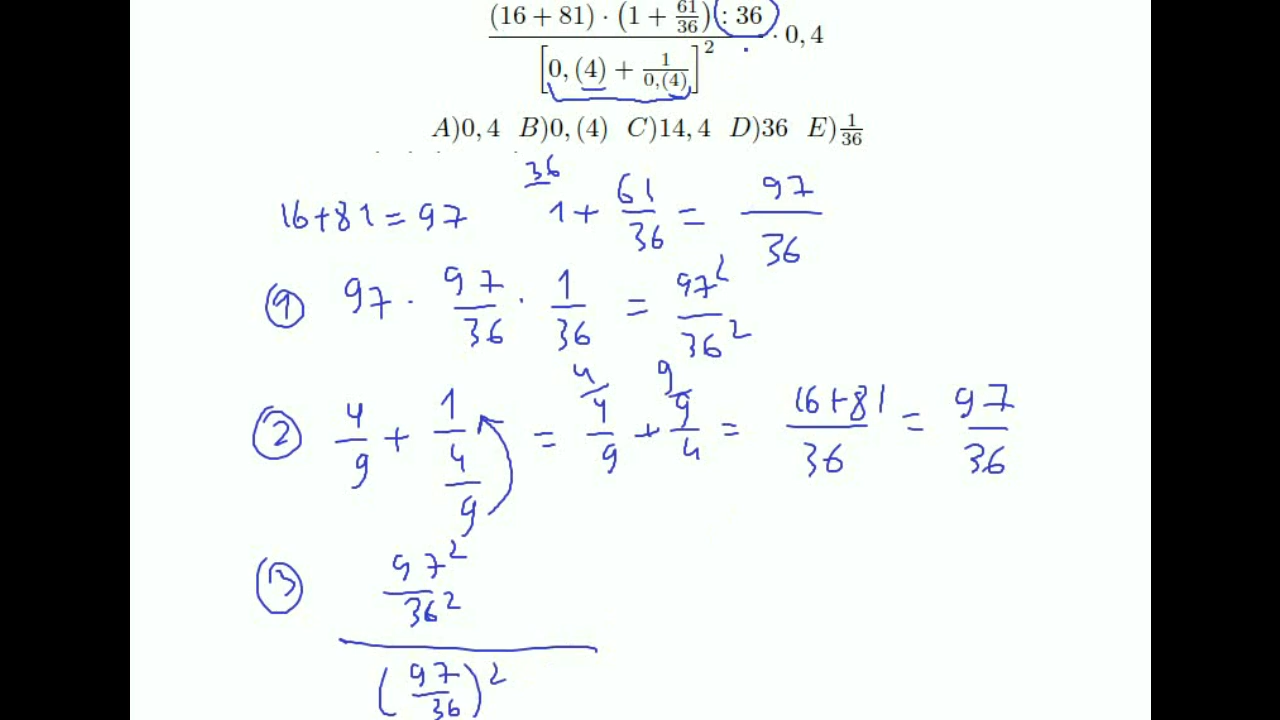 (16 + 81) · (1 + 61/36) : 36
[0, (4) + 1/0,(4)]² · 0, 4
A)0, 4 B)0, (4) C)14, 4 D)36 E)1/36
16+81=97 36 1+ 61/36 = 97/36
① 97 · 97/36 · 1/36 = 97²/36²
② 4/9 + 1/(4/9) = 4/ 4/9 + 9/ 9/4 = 16+81/36 = 97/36
③ 97²/36²
(97/36)²